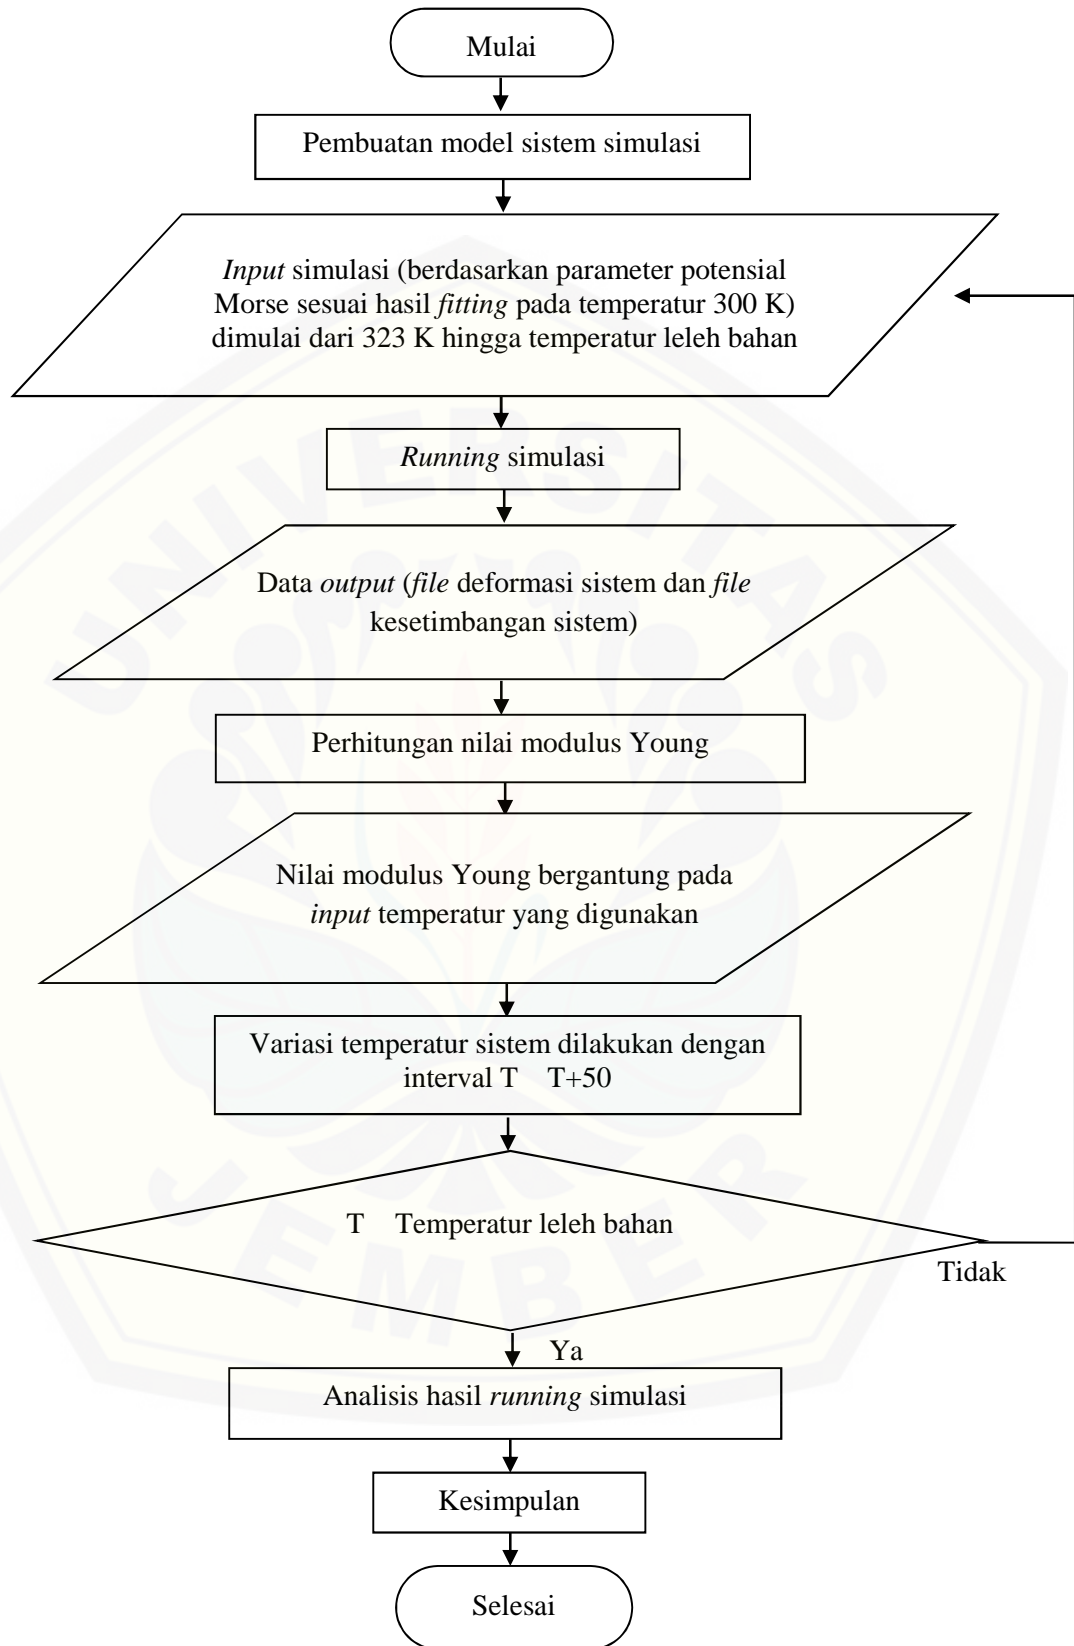 Mulai
Pembuatan model sistem simulasi
Input simulasi (berdasarkan parameter potensial
Morse sesuai hasil fitting pada temperatur 300 K)
dimulai dari 323 K hingga temperatur leleh bahan
Running simulasi
Data output (file deformasi sistem dan file
kesetimbangan sistem)
Perhitungan nilai modulus Young
Nilai modulus Young bergantung pada
input temperatur yang digunakan
Variasi temperatur sistem dilakukan dengan
interval T T+50
T Temperatur leleh bahan
Tidak
Ya
Analisis hasil running simulasi
Kesimpulan
Selesai
UNIVERSITAS
JEMBER